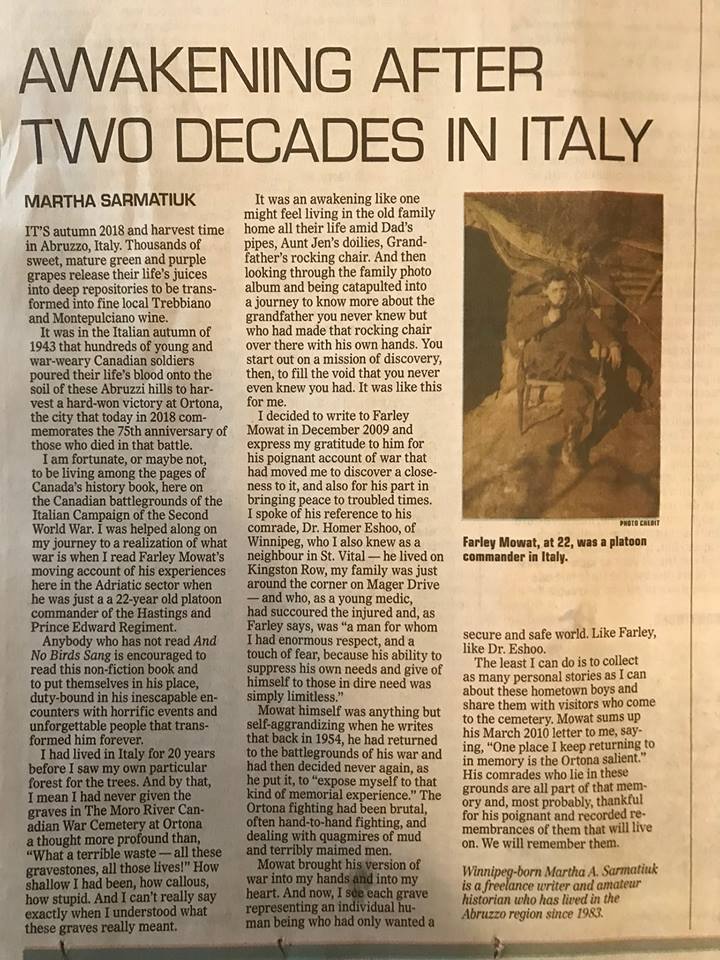 AWAKENING AFTER
TWO DECADES IN ITALY
MARTHA SARMATIUK
IT'S autumn 2018 and harvest time
in Abruzzo, Italy. Thousands of
sweet, mature green and purple
grapes release their life's juices
into deep repositories to be trans-
formed into fine local Trebbiano
and Montepulciano wine.
It was in the Italian autumn of
1943 that hundreds of young and
war-weary Canadian soldiers
poured their life's blood onto the
soil of these Abruzzi hills to har-
vest a hard-won victory at Ortona,
the city that today in 2018 com-
memorates the 75th anniversary of
those who died in that battle.
I am fortunate, or maybe not,
to be living among the pages of
Canada's history book, here on
the Canadian battlegrounds of the
Italian Campaign of the Second
World War. I was helped along on
my journey to a realization of what
war is when I read Farley Mowat's
moving account of his experiences
here in the Adriatic sector when
he was just a a 22-year old platoon
commander of the Hastings and
Prince Edward Regiment.
Anybody who has not read And
No Birds Sang is encouraged to
read this non-fiction book and
to put themselves in his place,
duty-bound in his inescapable en-
counters with horrific events and
unforgettable people that trans-
formed him forever.
I had lived in Italy for 20 years
before I saw my own particular
forest for the trees. And by that,
I mean I had never given the
graves in The Moro River Can-
adian War Cemetery at Ortona
a thought more profound than,
“What a terrible waste — all these
gravestones, all those lives!” How
shallow I had been, how callous,
how stupid. And I can't really say
exactly when I understood what
these graves really meant.
It was an awakening like one
might feel living in the old family
home all their life amid Dad's
pipes, Aunt Jen's doilies, Grand-
father's rocking chair. And then
looking through the family photo
album and being catapulted into
a journey to know more about the
grandfather you never knew but
who had made that rocking chair
over there with his own hands. You
start out on a mission of discovery,
then, to fill the void that you never
even knew you had. It was like this
for me.
I decided to write to Farley
Mowat in December 2009 and
express my gratitude to him for
his poignant account of war that
had moved me to discover a close-
ness to it, and also for his part in
bringing peace to troubled times.
I spoke of his reference to his
comrade, Dr. Homer Eshoo, of
Winnipeg, who I also knew as a
neighbour in St. Vital — he lived on
Kingston Row, my family was just
around the corner on Mager Drive
— and who, as a young medic,
had succoured the injured and, as
Farley says, was “a man for whom
I had enormous respect, and a
touch of fear, because his ability to
suppress his own needs and give of
himself to those in dire need was
simply limitless.”
Mowat himself was anything but
self-aggrandizing when he writes
that back in 1954, he had returned
to the battlegrounds of his war and
had then decided never again, as
he put it, to “expose myself to that
kind of memorial experience.” The
Ortona fighting had been brutal,
often hand-to-hand fighting, and
dealing with quagmires of mud
and terribly maimed men.
Mowat brought his version of
war into my hands and into my
heart. And now, I see each grave
representing an individual hu-
man being who had only wanted a
PHOTO CREDIT
Farley Mowat, at 22, was a platoon
commander in Italy.
secure and safe world. Like Farley,
like Dr. Eshoo.
The least I can do is to collect
as many personal stories as I can
about these hometown boys and
share them with visitors who come
to the cemetery. Mowat sums up
his March 2010 letter to me, say-
ing, “One place I keep returning to
in memory is the Ortona salient.”
His comrades who lie in these
grounds are all part of that mem-
ory and, most probably, thankful
for his poignant and recorded re-
membrances of them that will live
on. We will remember them.
Winnipeg-born Martha A. Sarmatiuk
is a freelance writer and amateur
historian who has lived in the
Abruzzo region since 1983.